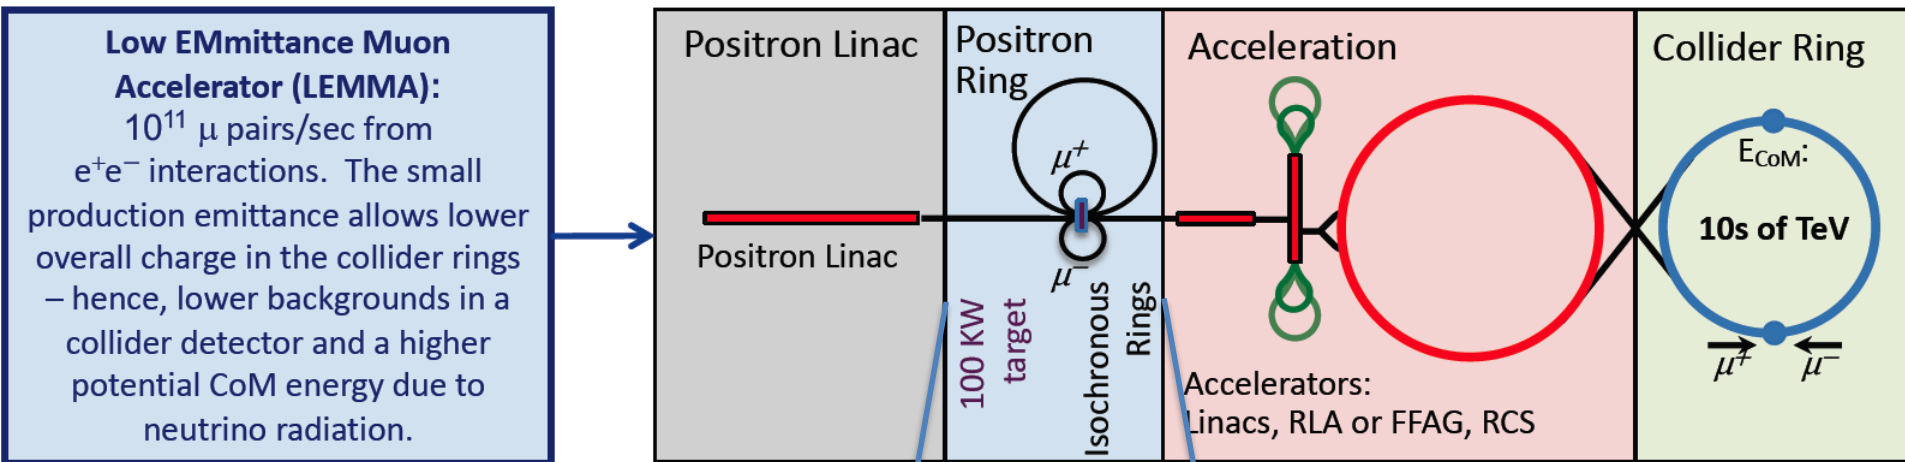 Low EMmittance Muon
Accelerator (LEMMA):
10¹¹ μ pairs/sec from
e⁺e⁻ interactions. The small
production emittance allows lower
overall charge in the collider rings
– hence, lower backgrounds in a
collider detector and a higher
potential CoM energy due to
neutrino radiation.
Positron Linac
Positron Linac
Positron
Ring
μ⁺
μ⁻
100 KW
target
Isochronous
Rings
Acceleration
Accelerators:
Linacs, RLA or FFAG, RCS
Collider Ring
E_CoM:
10s of TeV
μ⁺ μ⁻